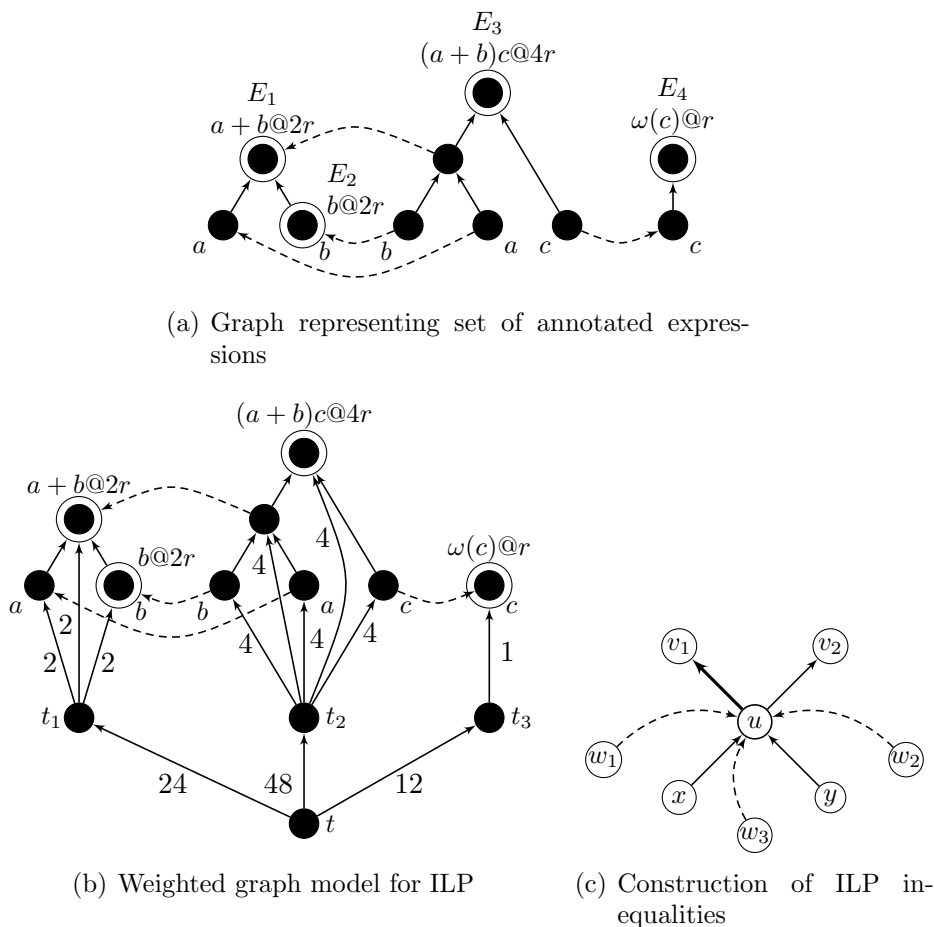 E₃
(a + b)c@4r
E₁
a + b@2r
E₄
ω(c)@r
E₂
b@2r
a
b
b
a
c
c
(a) Graph representing set of annotated expres-
sions
(a + b)c@4r
a + b@2r
b@2r
ω(c)@r
4
4
a
b
b
a
c
c
2
2
2
4
4
4
1
t₁
t₂
t₃
24
48
12
t
(b) Weighted graph model for ILP
v₁
v₂
u
w₁
w₂
x
y
w₃
(c) Construction of ILP in-
equalities